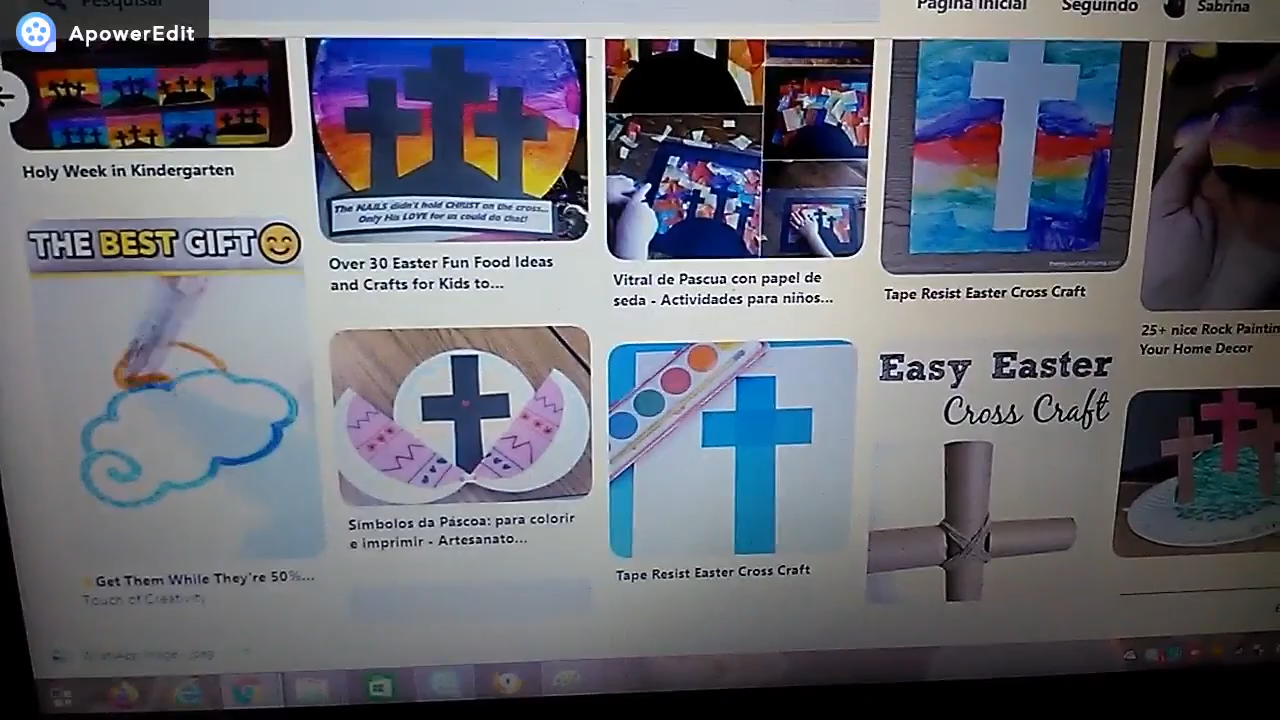 Pesquisar
Página inicial
Seguindo
Sabrina
ApowerEdit
Holy Week in Kindergarten
The NAILS didn't hold CHRIST on the cross...
Only His LOVE for us could do that!
Over 30 Easter Fun Food Ideas
and Crafts for Kids to...
Vitral de Pascua con papel de
seda - Actividades para niños...
Tape Resist Easter Cross Craft
25+ nice Rock Paintin
Your Home Decor
THE BEST GIFT
Get Them While They're 50%...
Touch of Creativity
Símbolos da Páscoa: para colorir
e imprimir - Artesanato...
Tape Resist Easter Cross Craft
Easy Easter
Cross Craft